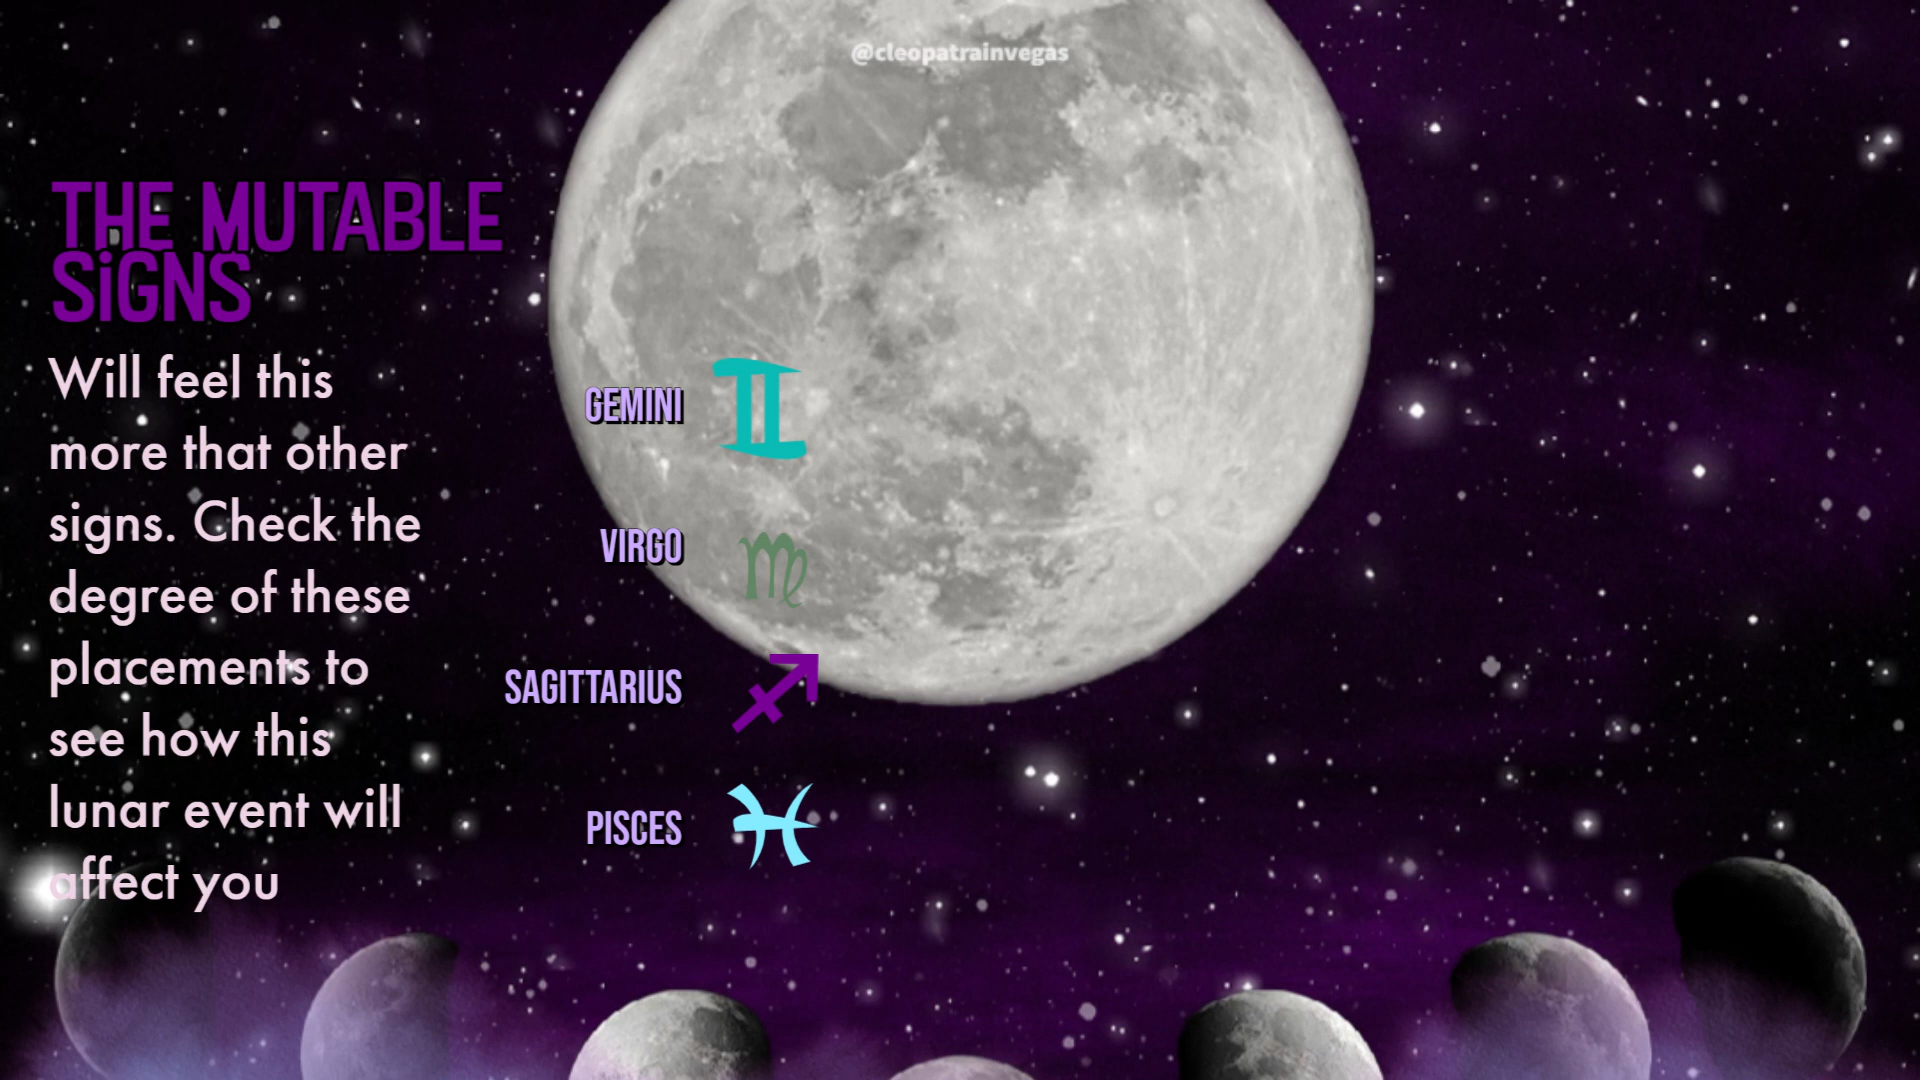 @cleopatrainvegas
THE MUTABLE
SiGNS
Will feel this
more that other
signs. Check the
degree of these
placements to
see how this
lunar event will
affect you
GEMINI
VIRGO
SAGITTARIUS
PISCES